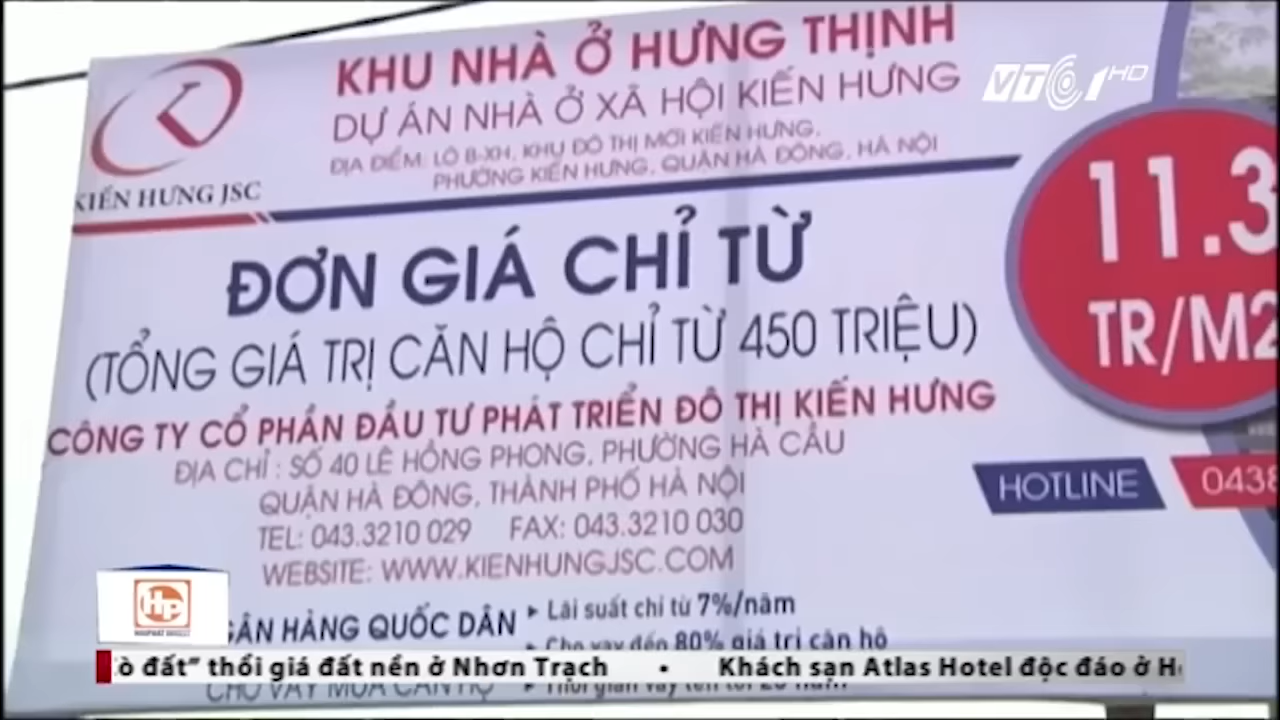 VTC1 HD
KHU NHÀ Ở HƯNG THỊNH
DỰ ÁN NHÀ Ở XÃ HỘI KIẾN HƯNG
ĐỊA ĐIỂM: LÔ B-XH, KHU ĐÔ THỊ MỚI KIẾN HƯNG,
PHƯỜNG KIẾN HƯNG, QUẬN HÀ ĐÔNG, HÀ NỘI
KIẾN HƯNG JSC
11.3
TR/M2
ĐƠN GIÁ CHỈ TỪ
(TỔNG GIÁ TRỊ CĂN HỘ CHỈ TỪ 450 TRIỆU)
CÔNG TY CỔ PHẦN ĐẦU TƯ PHÁT TRIỂN ĐÔ THỊ KIẾN HƯNG
ĐỊA CHỈ : SỐ 40 LÊ HỒNG PHONG, PHƯỜNG HÀ CẦU
QUẬN HÀ ĐÔNG, THÀNH PHỐ HÀ NỘI
HOTLINE 0438
TEL: 043.3210 029 FAX: 043.3210 030
WEBSITE: WWW.KIENHUNGJSC.COM
HP
HÀNG QUỐC DÂN
▸ Lãi suất chỉ từ 7%/năm
▸ Cho vay đến 80% giá trị căn hộ
đất" thổi giá đất nền ở Nhơn Trạch • Khách sạn Atlas Hotel độc đáo ở
CHO VAY MUA CĂN HỘ